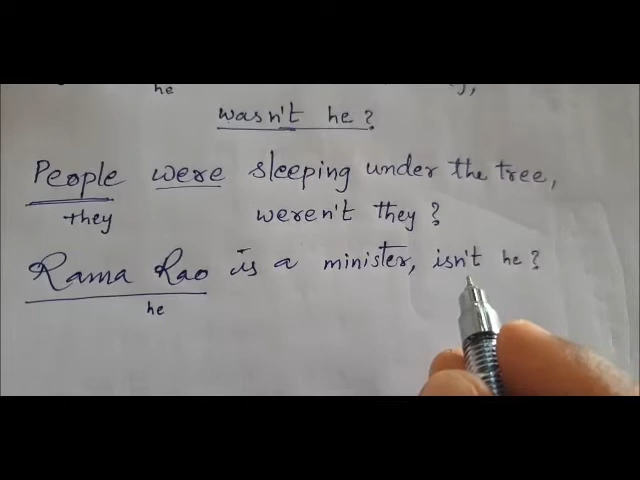 he
wasn't he?
People were sleeping under the tree,
they weren't they?
Rama Rao is a minister, isn't he?
he